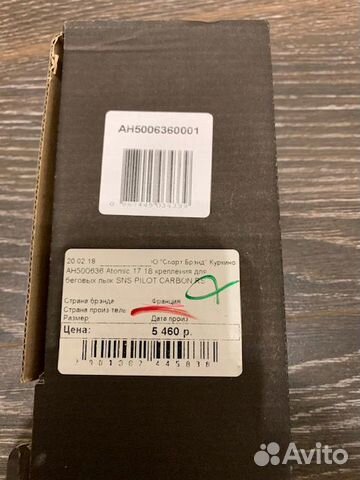 AH5006360001
20.02.18 Ю "Спорт Брэнд" Куркино
AH500636 Atomic 17 18 крепления для
беговых лыж SNS PILOT CARBON RE
Страна брэнда Франция
Страна произ тель
Размер Дата произ
Цена: 5 460 р.
Avito